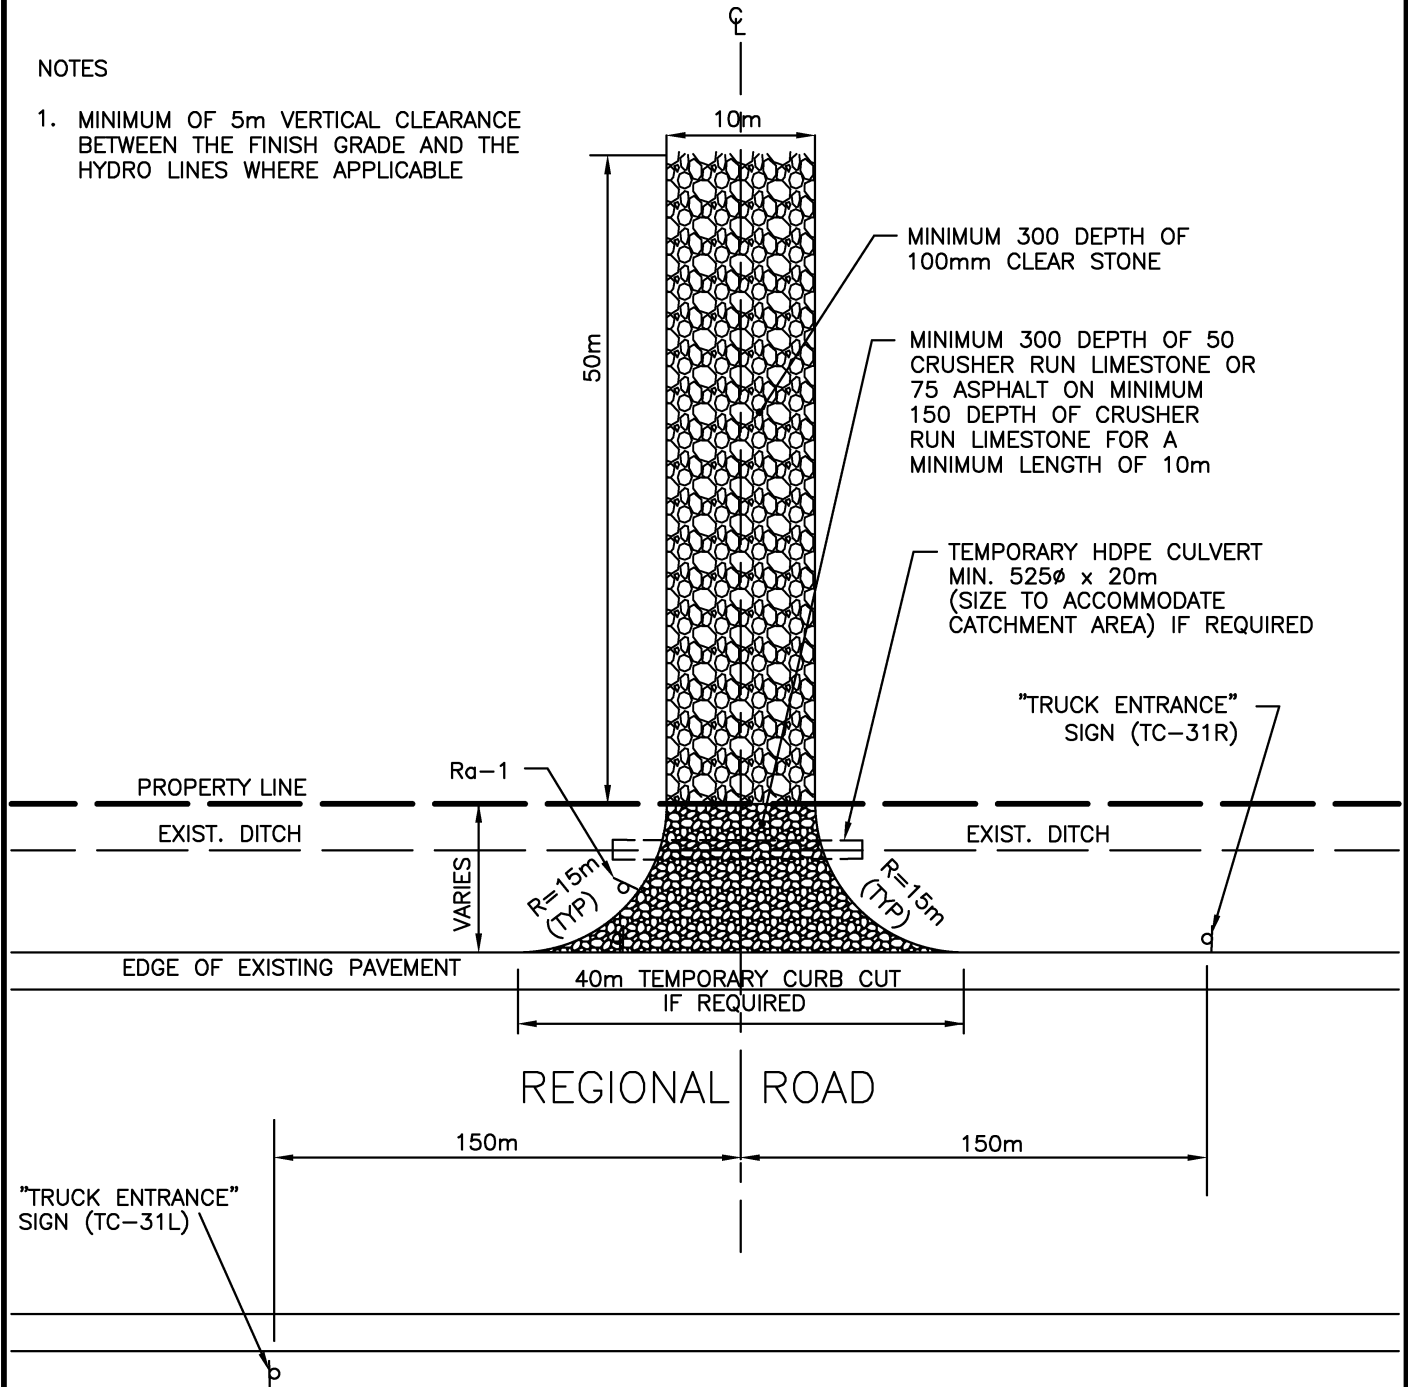 ℄
NOTES
1. MINIMUM OF 5m VERTICAL CLEARANCE
BETWEEN THE FINISH GRADE AND THE
HYDRO LINES WHERE APPLICABLE
10m
50m
MINIMUM 300 DEPTH OF
100mm CLEAR STONE
MINIMUM 300 DEPTH OF 50
CRUSHER RUN LIMESTONE OR
75 ASPHALT ON MINIMUM
150 DEPTH OF CRUSHER
RUN LIMESTONE FOR A
MINIMUM LENGTH OF 10m
TEMPORARY HDPE CULVERT
MIN. 525ø x 20m
(SIZE TO ACCOMMODATE
CATCHMENT AREA) IF REQUIRED
"TRUCK ENTRANCE"
SIGN (TC-31R)
Ra-1
PROPERTY LINE
EXIST. DITCH
EXIST. DITCH
VARIES
R=15m
(TYP)
R=15m
(TYP)
EDGE OF EXISTING PAVEMENT
40m TEMPORARY CURB CUT
IF REQUIRED
REGIONAL ROAD
150m
150m
"TRUCK ENTRANCE"
SIGN (TC-31L)